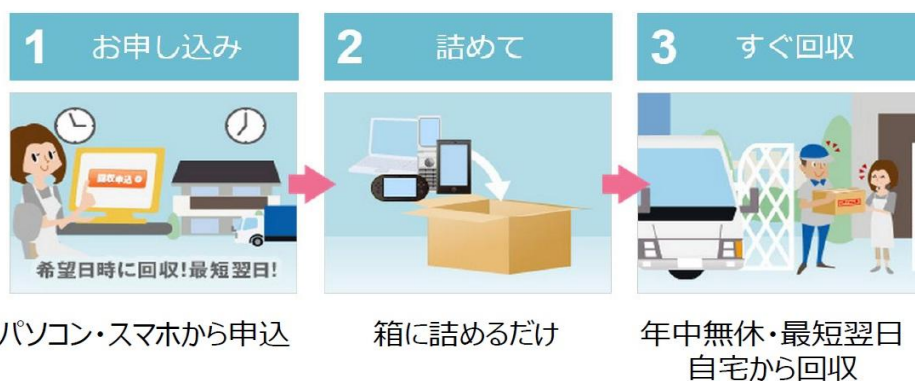 1 お申し込み
2 詰めて
3 すぐ回収
回収申込
希望日時に回収!最短翌日!
パソコン・スマホから申込
箱に詰めるだけ
年中無休・最短翌日
自宅から回収